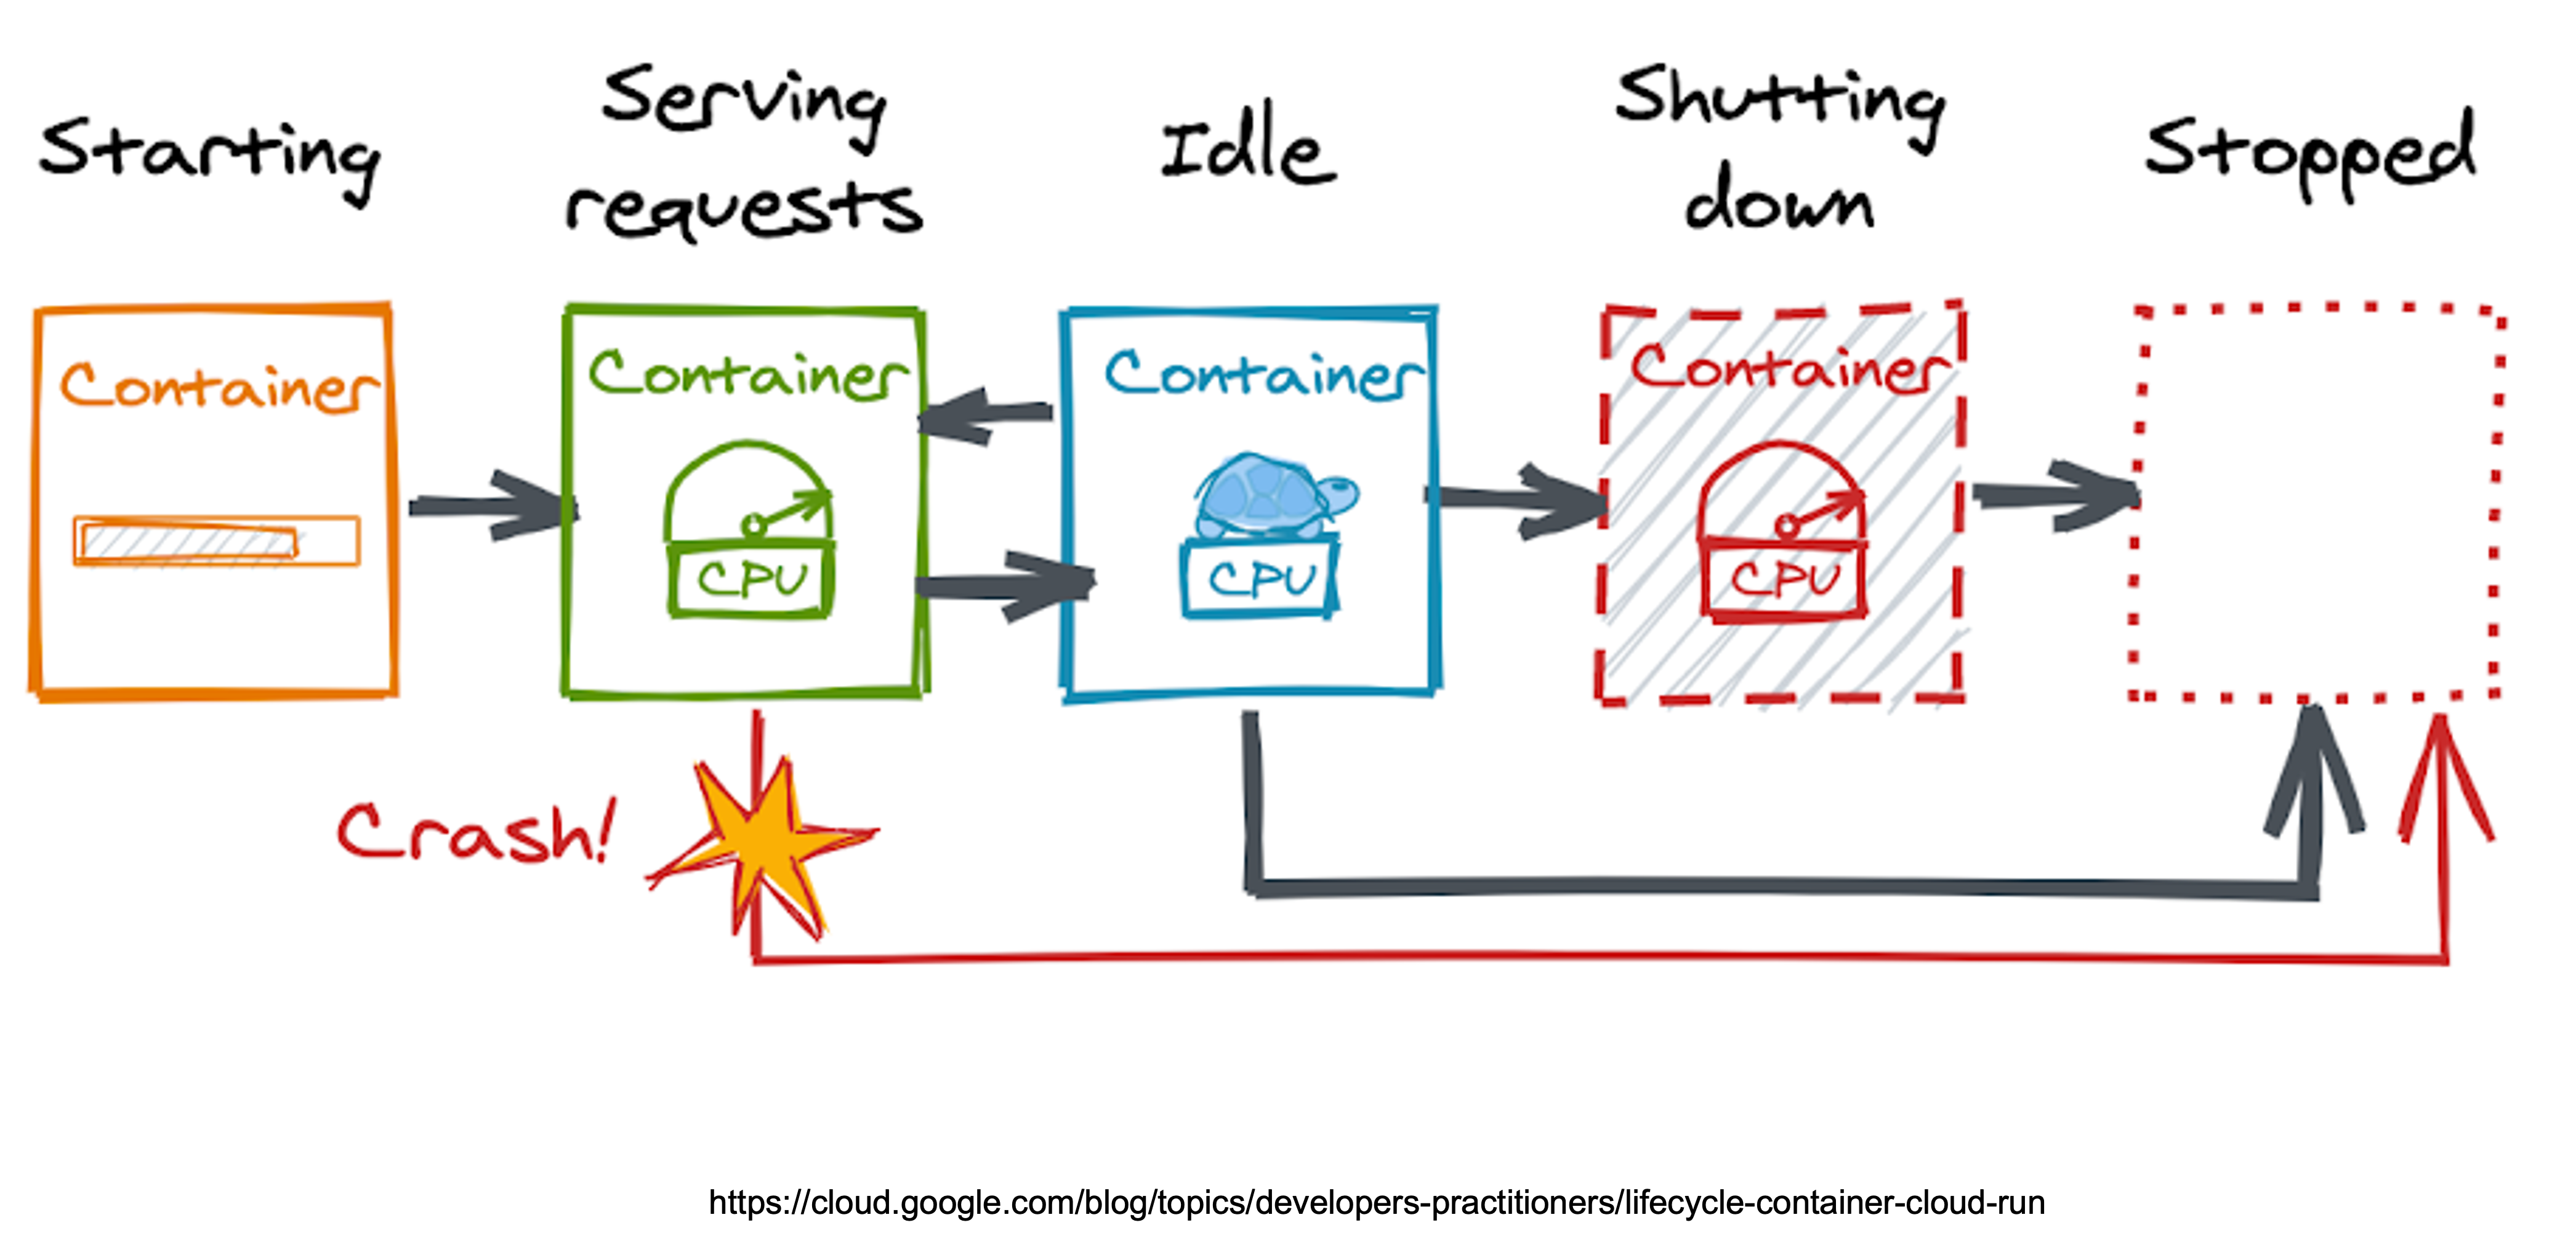 Starting
Serving
requests
Idle
Shutting
down
Stopped
Container
Container
Container
Container
CPU
CPU
CPU
Crash!
https://cloud.google.com/blog/topics/developers-practitioners/lifecycle-container-cloud-run